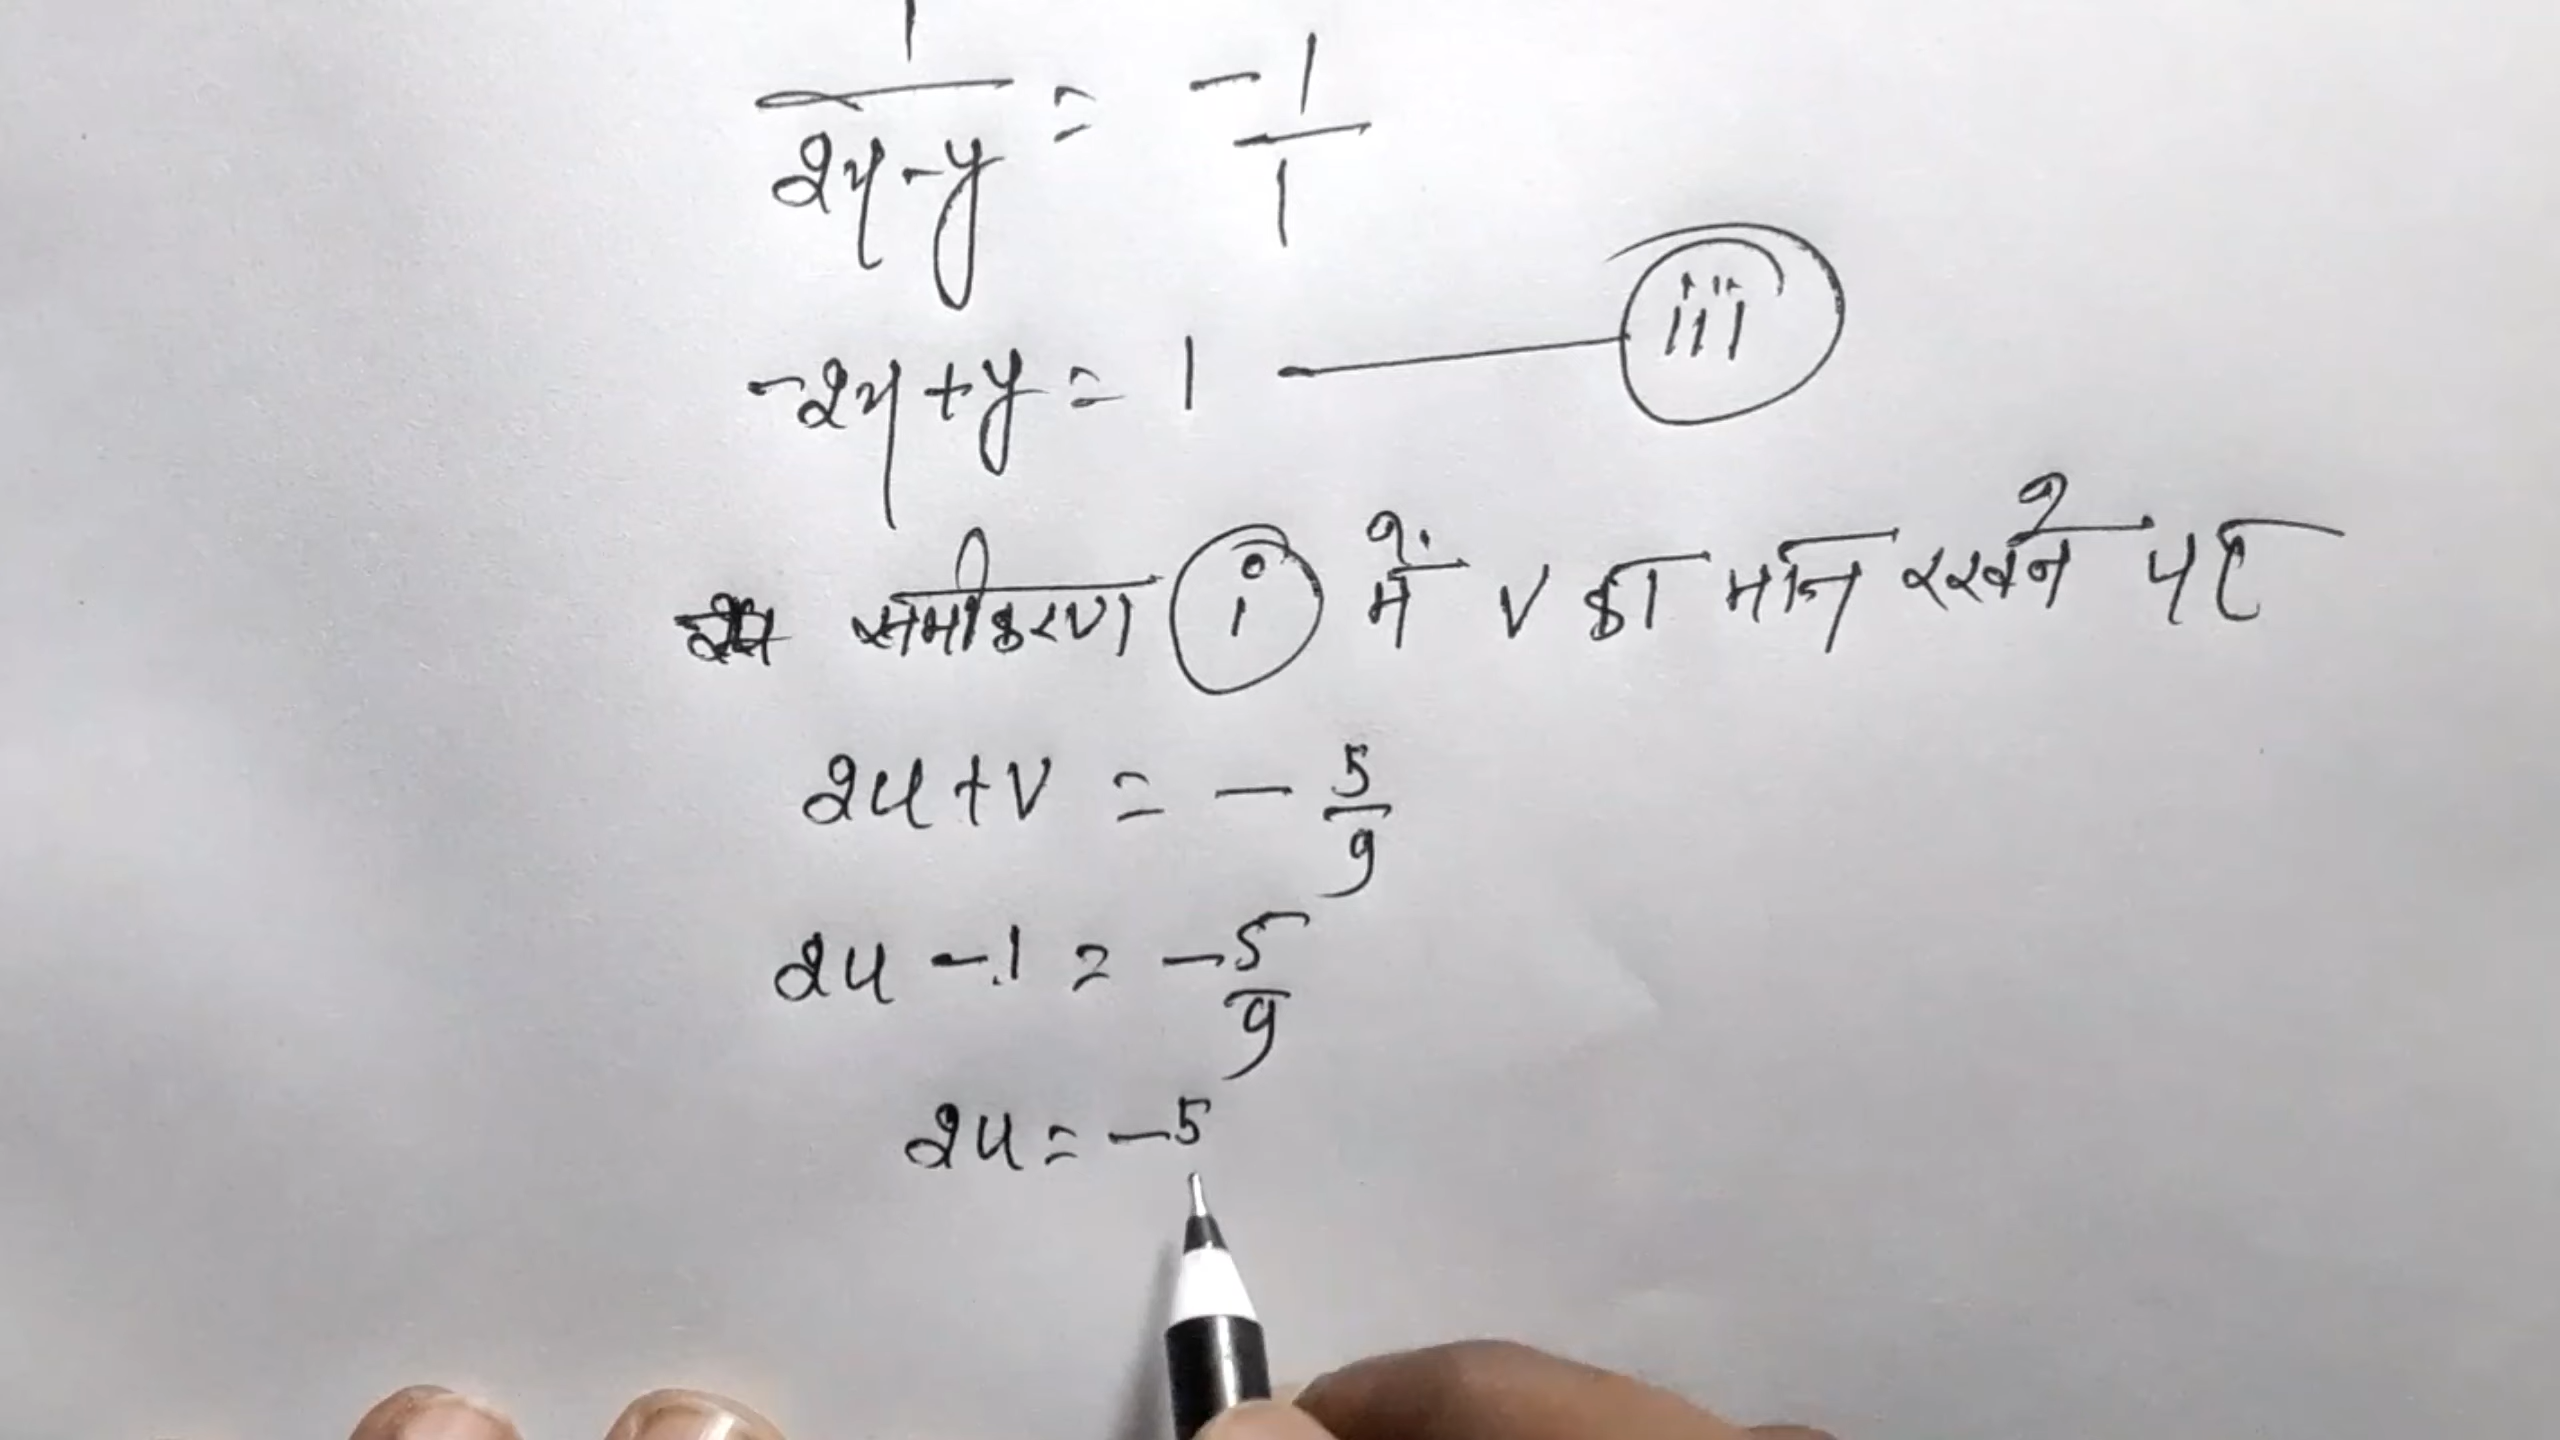 1/(2x-y) = -1/1
-2x+y = 1 — (iii)
समीकरण (i) में v का मान रखने पर
2u+v = -5/9
2u-1 = -5/9
2u = -5